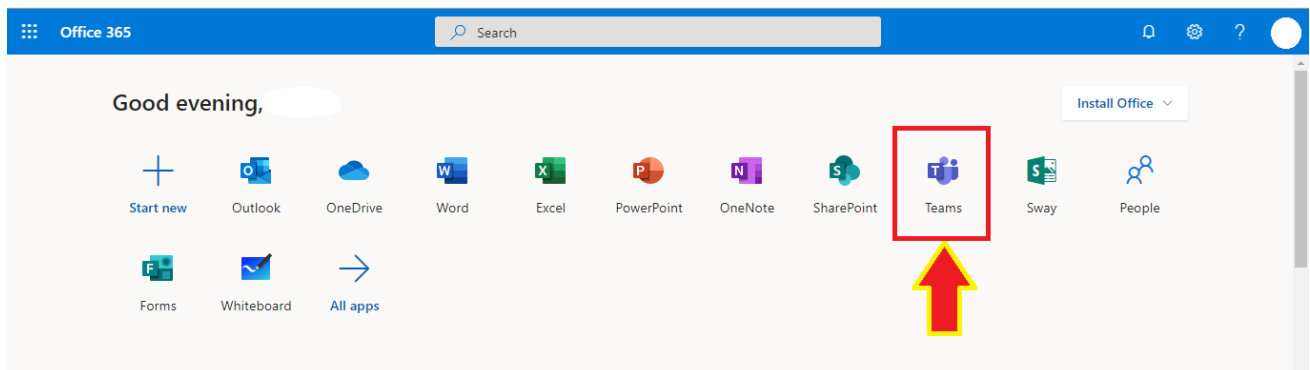 Office 365
Search
?
Good evening,
Install Office
Start new Outlook OneDrive Word Excel PowerPoint OneNote SharePoint Teams Sway People
Forms Whiteboard All apps